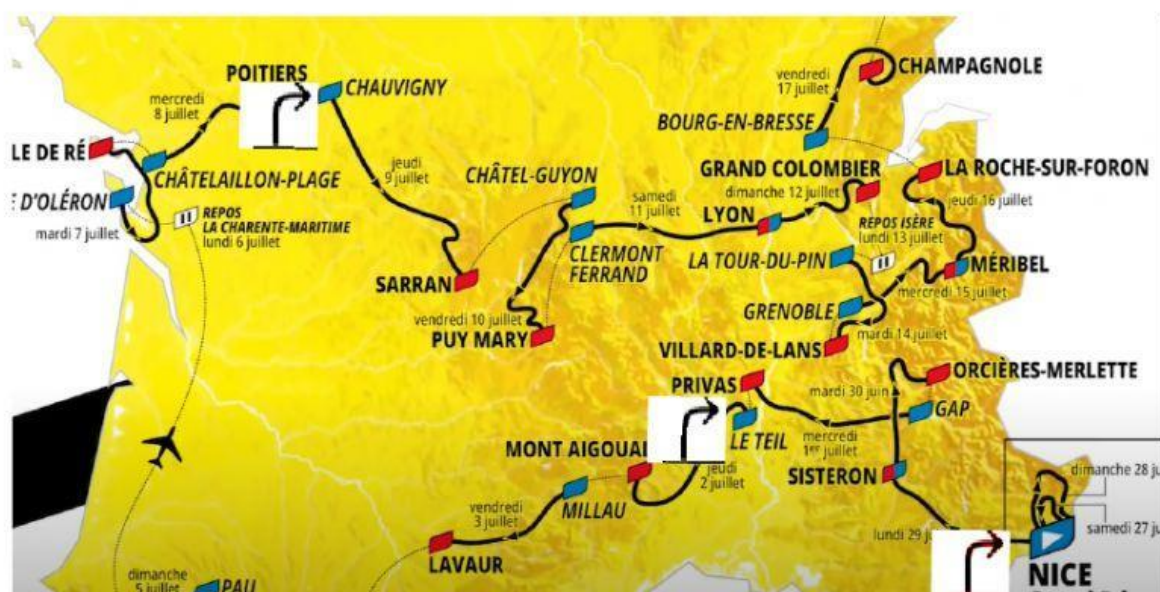 CHAMPAGNOLE
vendredi
17 juillet
POITIERS
CHAUVIGNY
mercredi
8 juillet
BOURG-EN-BRESSE
LE DE RÉ
CHÂTELAILLON-PLAGE
jeudi
9 juillet
CHÂTEL-GUYON
GRAND COLOMBIER
dimanche 12 juillet
LA ROCHE-SUR-FORON
jeudi 16 juillet
E D'OLÉRON
mardi 7 juillet
REPOS
LA CHARENTE-MARITIME
lundi 6 juillet
samedi
11 juillet
LYON
REPOS ISÈRE
lundi 13 juillet
CLERMONT
FERRAND
LA TOUR-DU-PIN
MÉRIBEL
mercredi 15 juillet
SARRAN
GRENOBLE
vendredi 10 juillet
PUY MARY
mardi 14 juillet
VILLARD-DE-LANS
PRIVAS
mardi 30 juin
ORCIÈRES-MERLETTE
GAP
LE TEIL
mercredi
1er juillet
MONT AIGOUAL
jeudi
2 juillet
SISTERON
dimanche 28 ju
MILLAU
vendredi
3 juillet
samedi 27 ju
LAVAUR
lundi 29 ju
NICE
dimanche
5 juillet
PAU